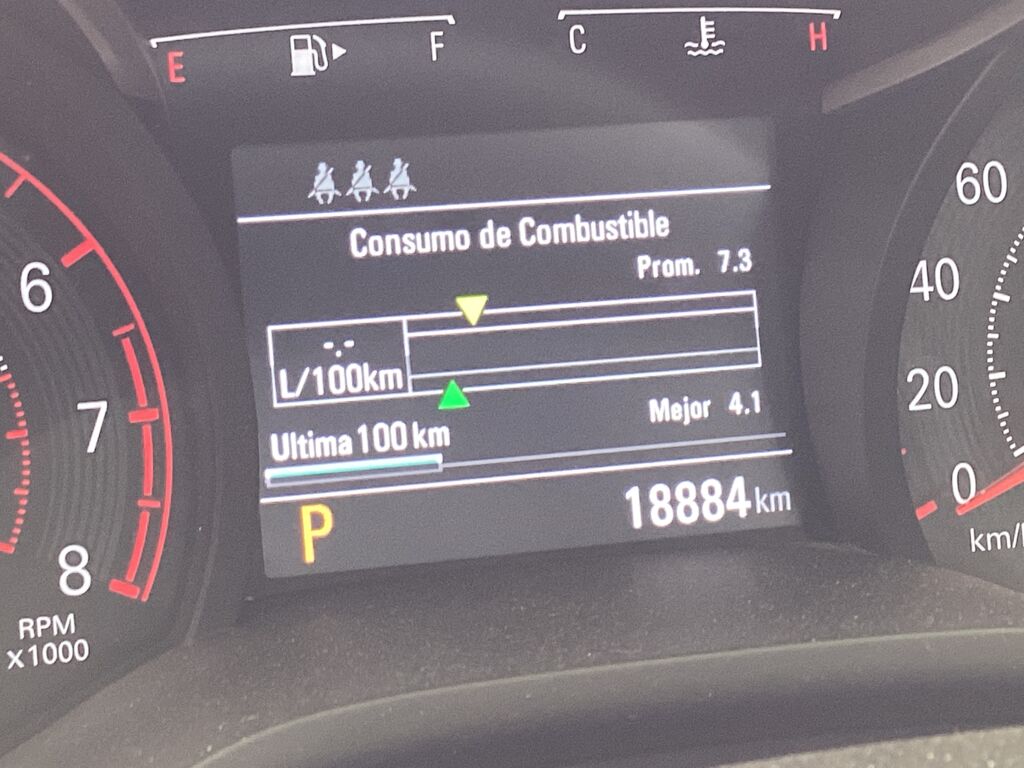 E F C H
Consumo de Combustible
Prom. 7.3
-.-
L/100km
Mejor 4.1
Ultima 100 km
P 18884 km
6
7
8
RPM
x1000
60
40
20
0